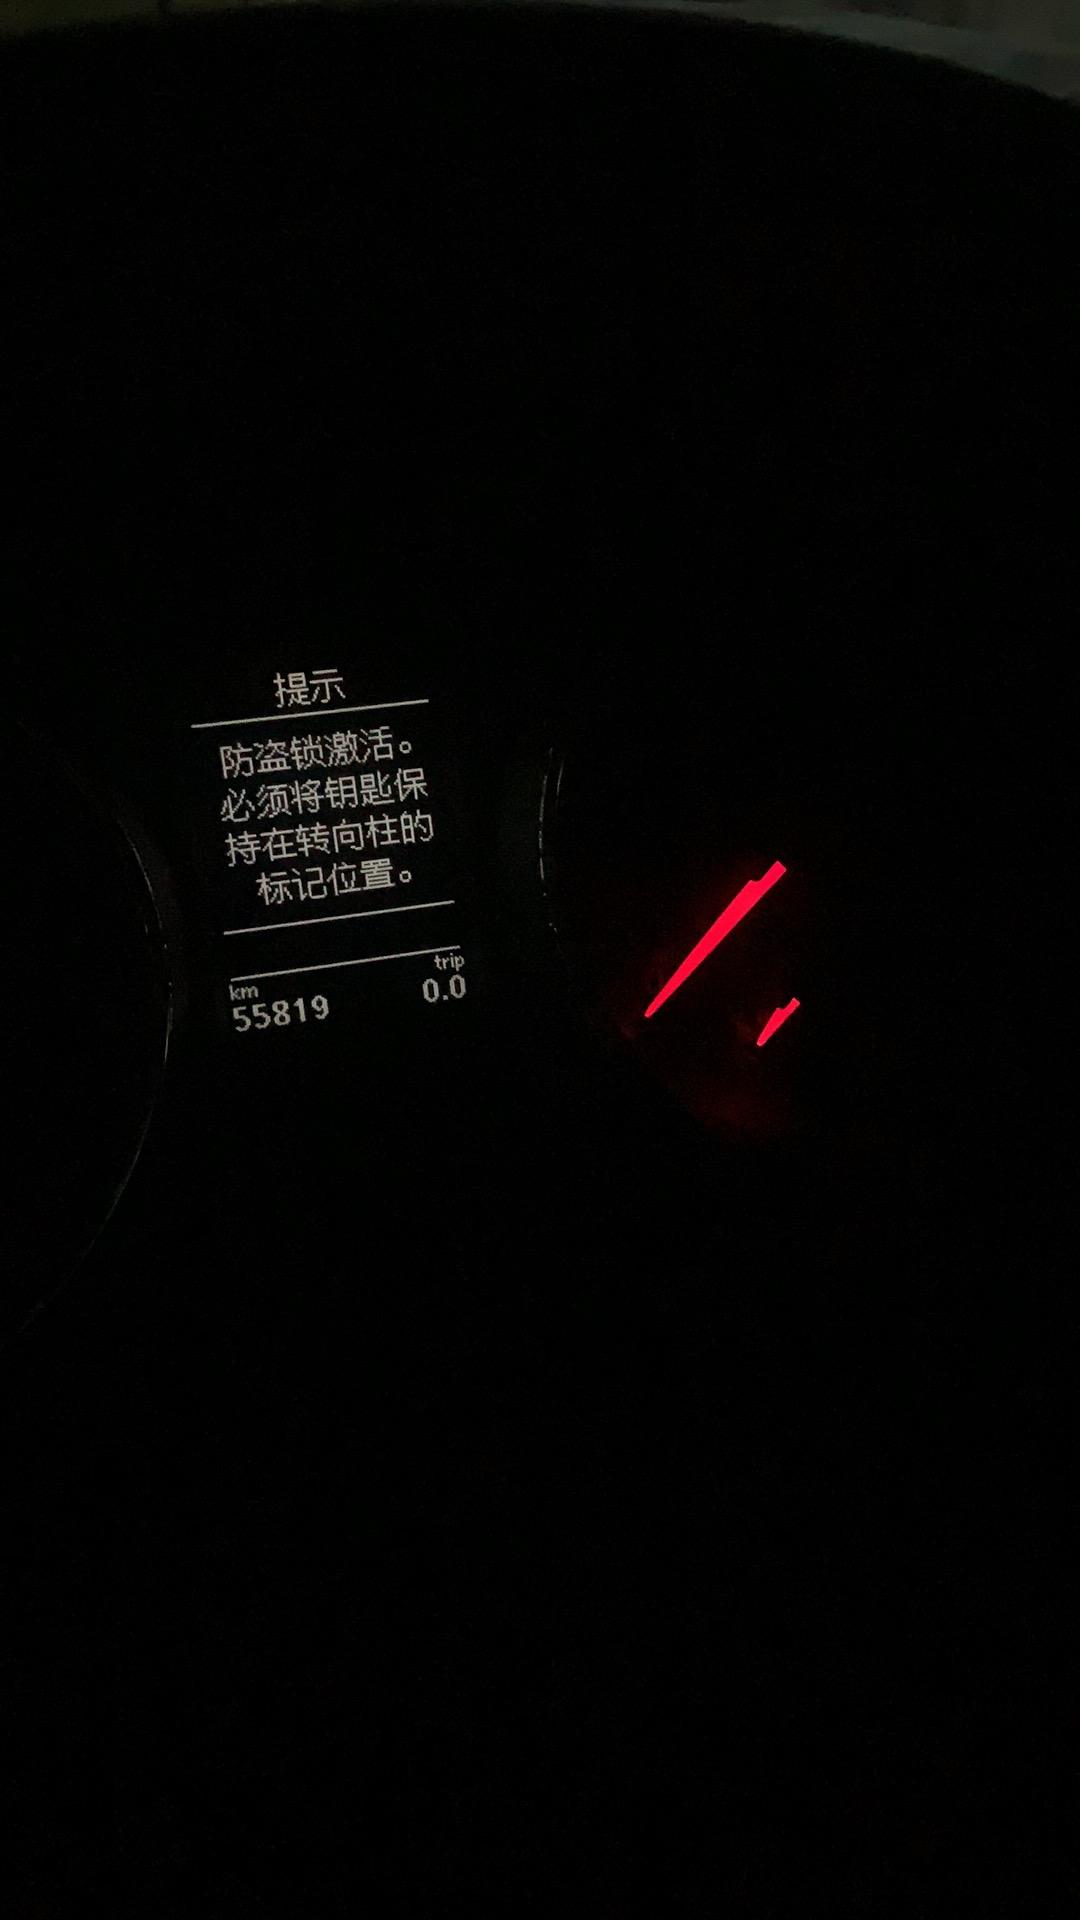 提示
防盗锁激活。
必须将钥匙保
持在转向柱的
标记位置。
km trip
55819 0.0